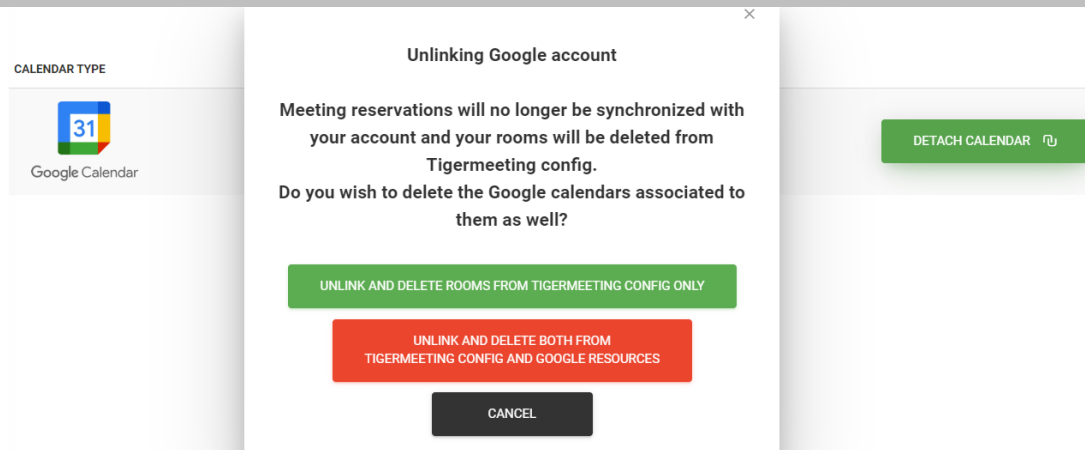 Unlinking Google account
CALENDAR TYPE
Meeting reservations will no longer be synchronized with
your account and your rooms will be deleted from
Tigermeeting config.
Do you wish to delete the Google calendars associated to
them as well?
31
Google Calendar
DETACH CALENDAR
UNLINK AND DELETE ROOMS FROM TIGERMEETING CONFIG ONLY
UNLINK AND DELETE BOTH FROM
TIGERMEETING CONFIG AND GOOGLE RESOURCES
CANCEL